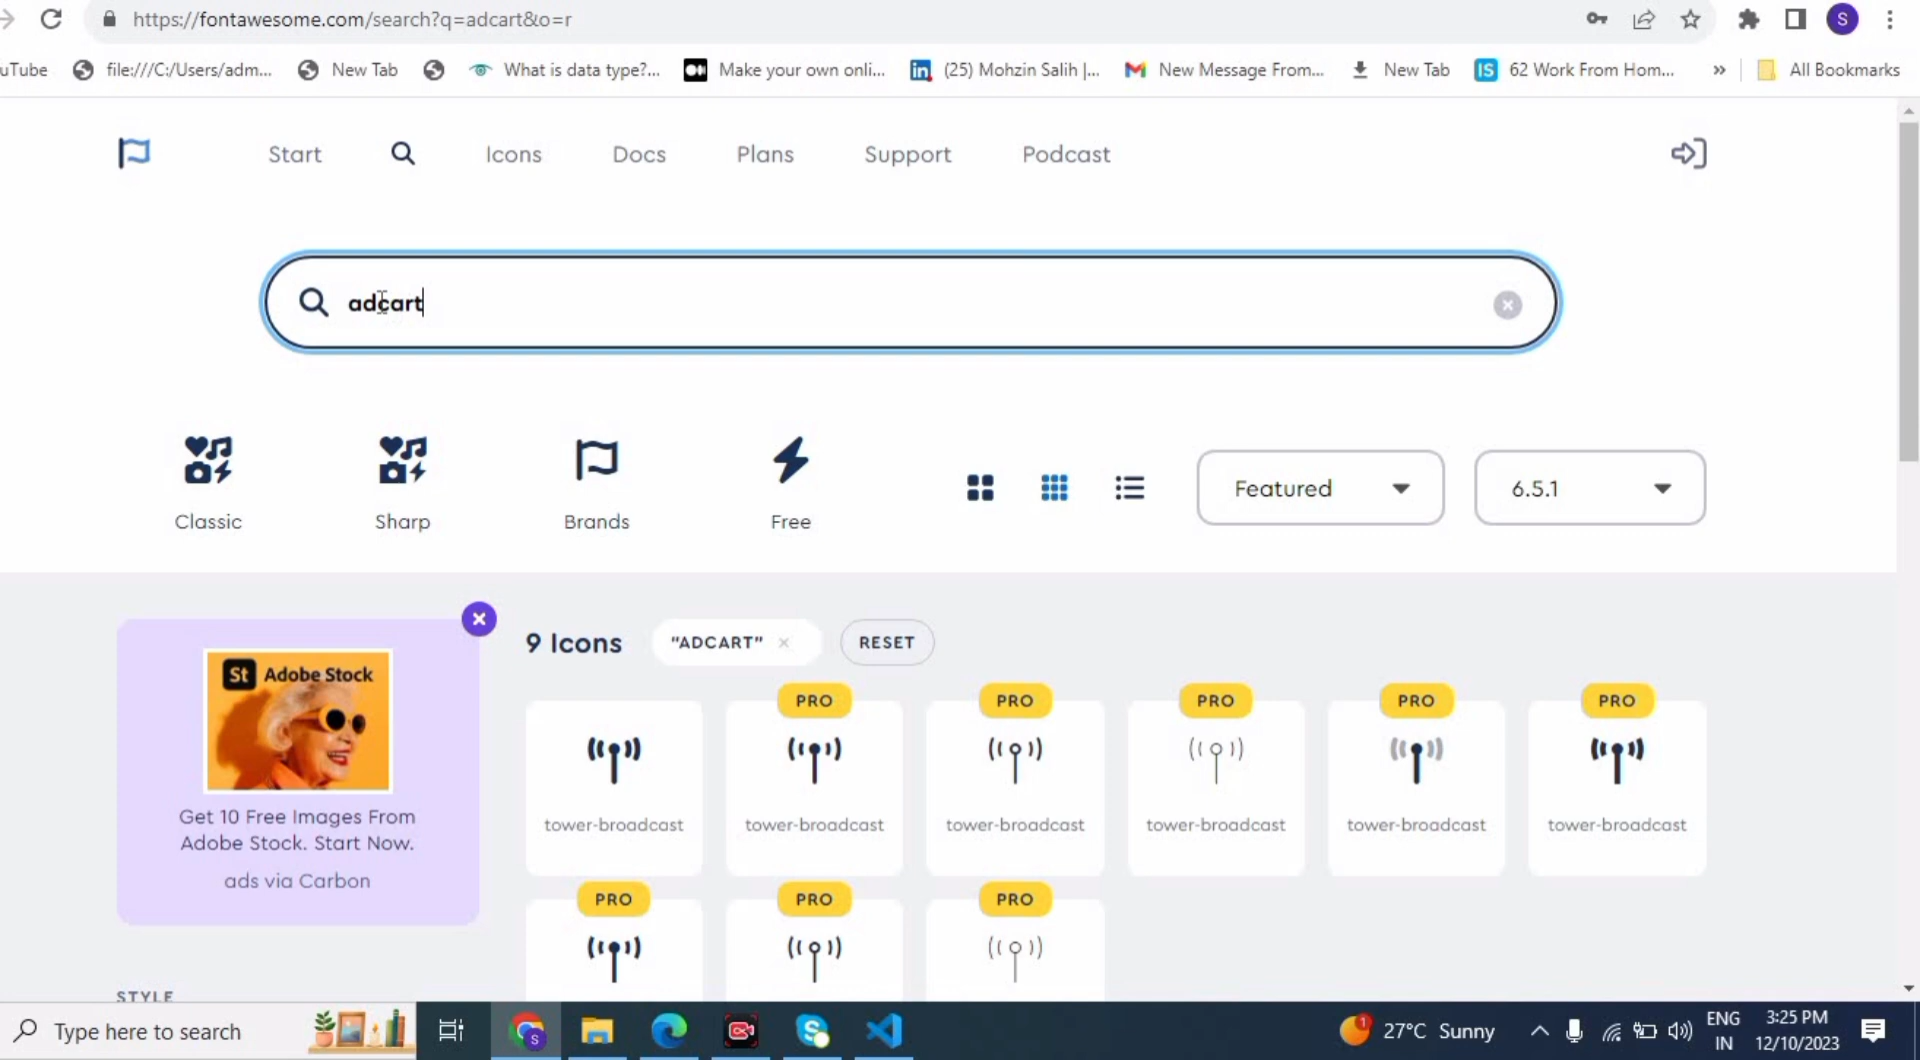 https://fontawesome.com/search?q=adcart&o=r
S
uTube
file:///C:/Users/adm...
New Tab
What is data type?...
Make your own onli...
in
(25) Mohzin Salih |...
New Message From...
New Tab
IS
62 Work From Hom...
»
All Bookmarks
Start
Icons
Docs
Plans
Support
Podcast
adcart
Classic
Sharp
Brands
Free
Featured
6.5.1
St Adobe Stock
Get 10 Free Images From
Adobe Stock. Start Now.
ads via Carbon
STYLE
9 Icons
"ADCART"
RESET
PRO
PRO
PRO
PRO
PRO
tower-broadcast
tower-broadcast
tower-broadcast
tower-broadcast
tower-broadcast
tower-broadcast
PRO
PRO
PRO
Type here to search
S
1
27°C Sunny
ENG
IN
3:25 PM
12/10/2023